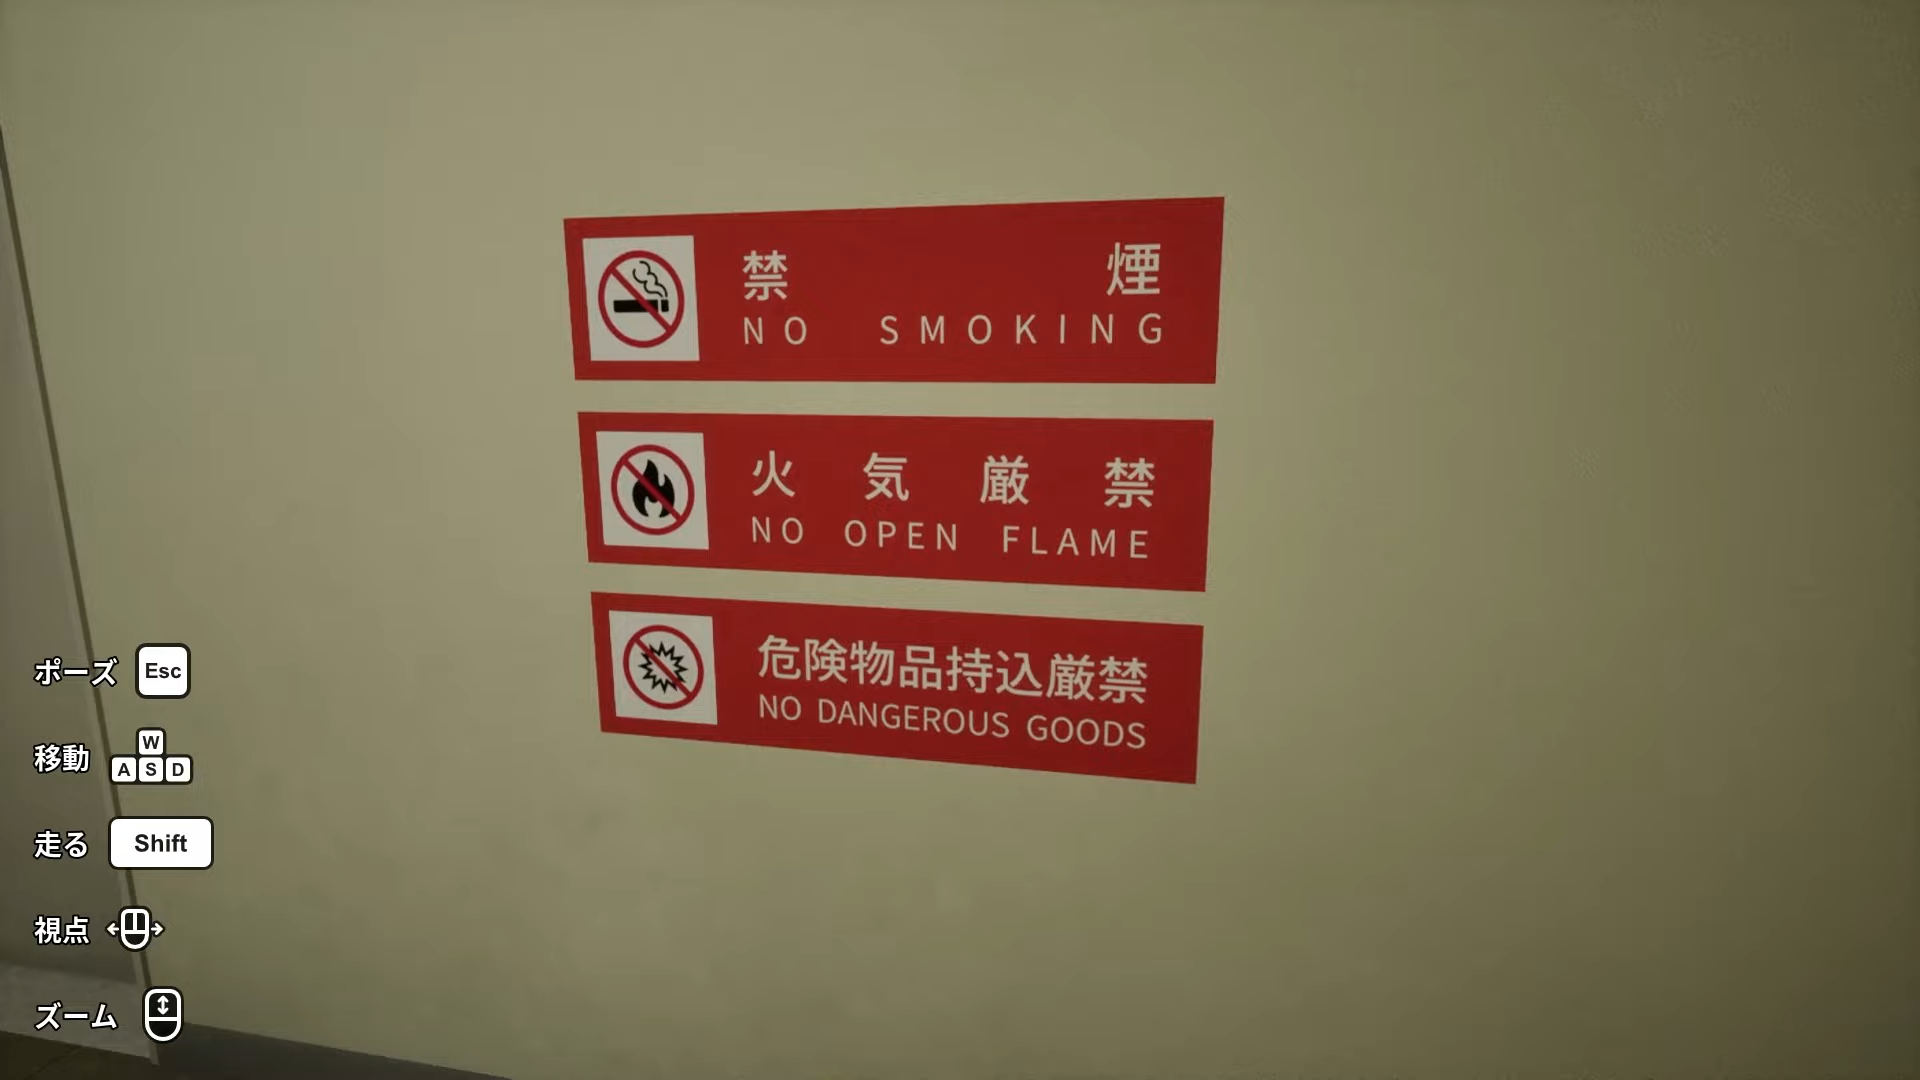 禁煙
NO SMOKING
火気厳禁
NO OPEN FLAME
危険物品持込厳禁
NO DANGEROUS GOODS
ポーズ Esc
移動 W A S D
走る Shift
視点
ズーム